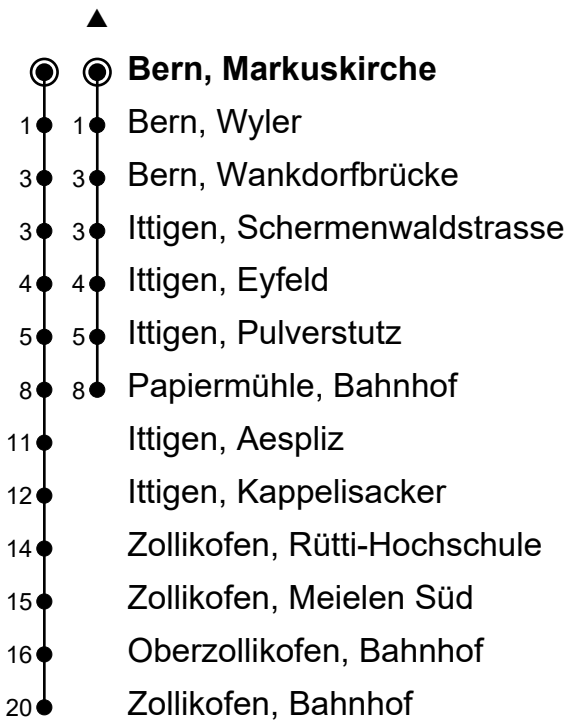 ▲
Bern, Markuskirche
1 1 Bern, Wyler
3 3 Bern, Wankdorfbrücke
3 3 Ittigen, Schermenwaldstrasse
4 4 Ittigen, Eyfeld
5 5 Ittigen, Pulverstutz
8 8 Papiermühle, Bahnhof
11 Ittigen, Aespliz
12 Ittigen, Kappelisacker
14 Zollikofen, Rütti-Hochschule
15 Zollikofen, Meielen Süd
16 Oberzollikofen, Bahnhof
20 Zollikofen, Bahnhof